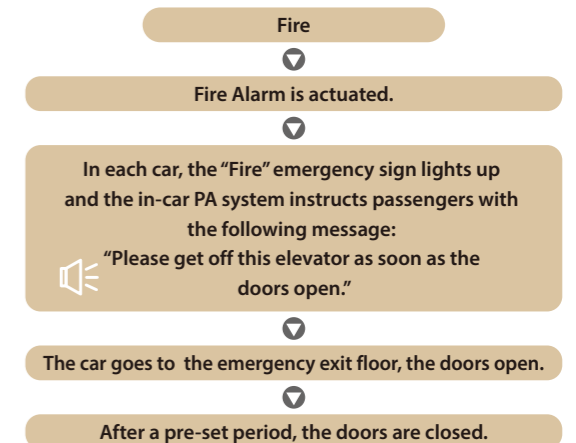 Fire
Fire Alarm is actuated.
In each car, the “Fire” emergency sign lights up
and the in-car PA system instructs passengers with
the following message:
“Please get off this elevator as soon as the
doors open.”
The car goes to the emergency exit floor, the doors open.
After a pre-set period, the doors are closed.